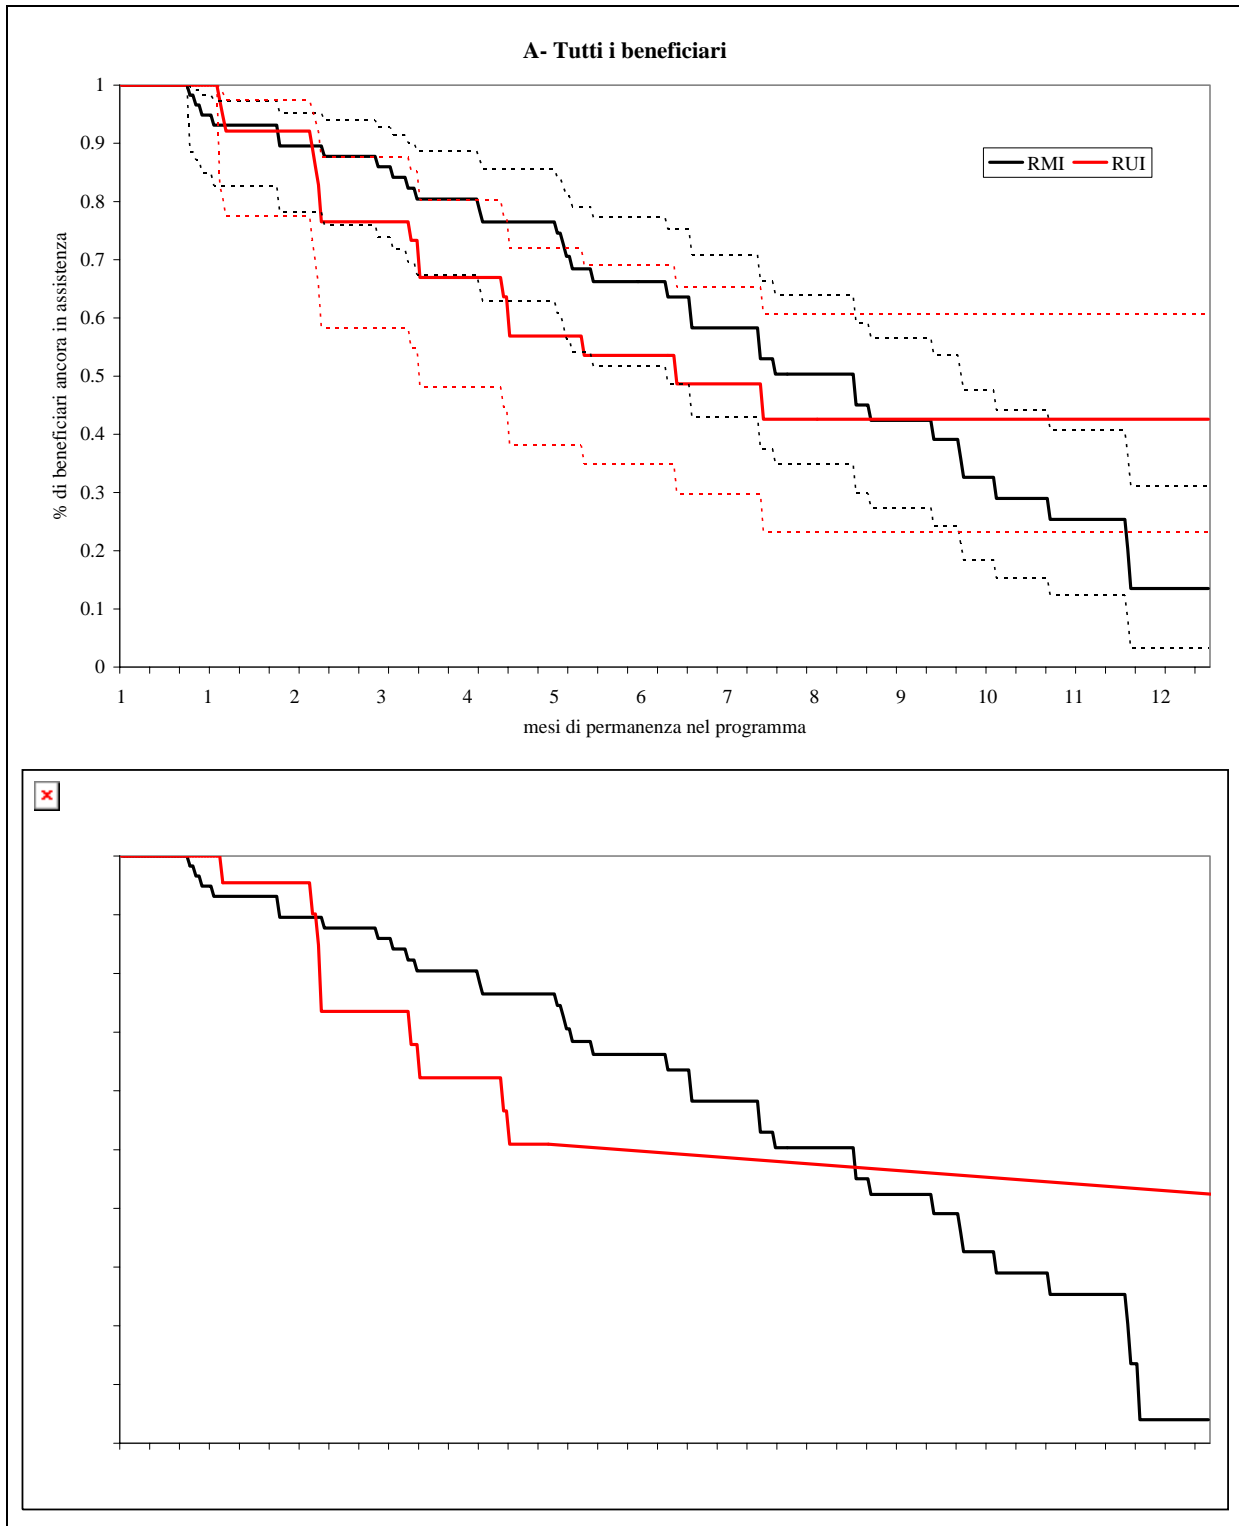 A- Tutti i beneficiari
1
0.9
0.8
0.7
0.6
0.5
0.4
0.3
0.2
0.1
0
% di beneficiari ancora in assistenza
RMI RUI
1 1 2 3 4 5 6 7 8 9 10 11 12
mesi di permanenza nel programma